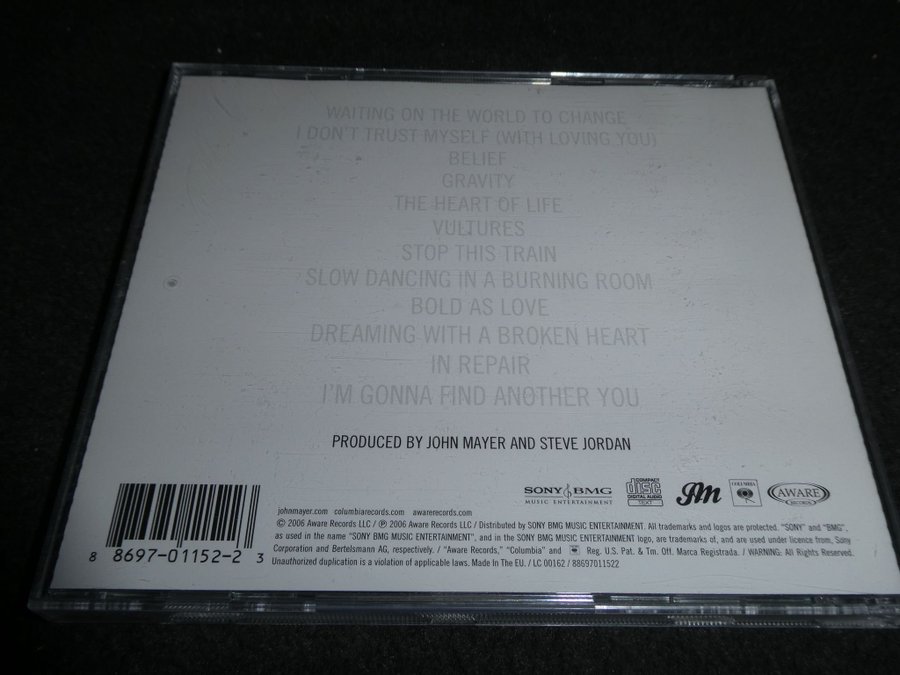 WAITING ON THE WORLD TO CHANGE
I DON'T TRUST MYSELF (WITH LOVING YOU)
BELIEF
GRAVITY
THE HEART OF LIFE
VULTURES
STOP THIS TRAIN
SLOW DANCING IN A BURNING ROOM
BOLD AS LOVE
DREAMING WITH A BROKEN HEART
IN REPAIR
I'M GONNA FIND ANOTHER YOU
PRODUCED BY JOHN MAYER AND STEVE JORDAN
8 8697-01152-2 3
SONY BMG
MUSIC ENTERTAINMENT
COMPACT
disc
DIGITAL AUDIO
TEXT
JM
COLUMBIA
AWARE
RECORDS
johnmayer.com columbiarecords.com awarerecords.com
© 2006 Aware Records LLC / ℗ 2006 Aware Records LLC / Distributed by SONY BMG MUSIC ENTERTAINMENT. All trademarks and logos are protected. "SONY" and "BMG",
as used in the name "SONY BMG MUSIC ENTERTAINMENT", and in the SONY BMG MUSIC ENTERTAINMENT logo, are trademarks of, and are used under licence from, Sony
Corporation and Bertelsmann AG, respectively. / "Aware Records," "Columbia" and Reg. U.S. Pat. & Tm. Off. Marca Registrada. / WARNING: All Rights Reserved.
Unauthorized duplication is a violation of applicable laws. Made In The EU. / LC 00162 / 88697011522